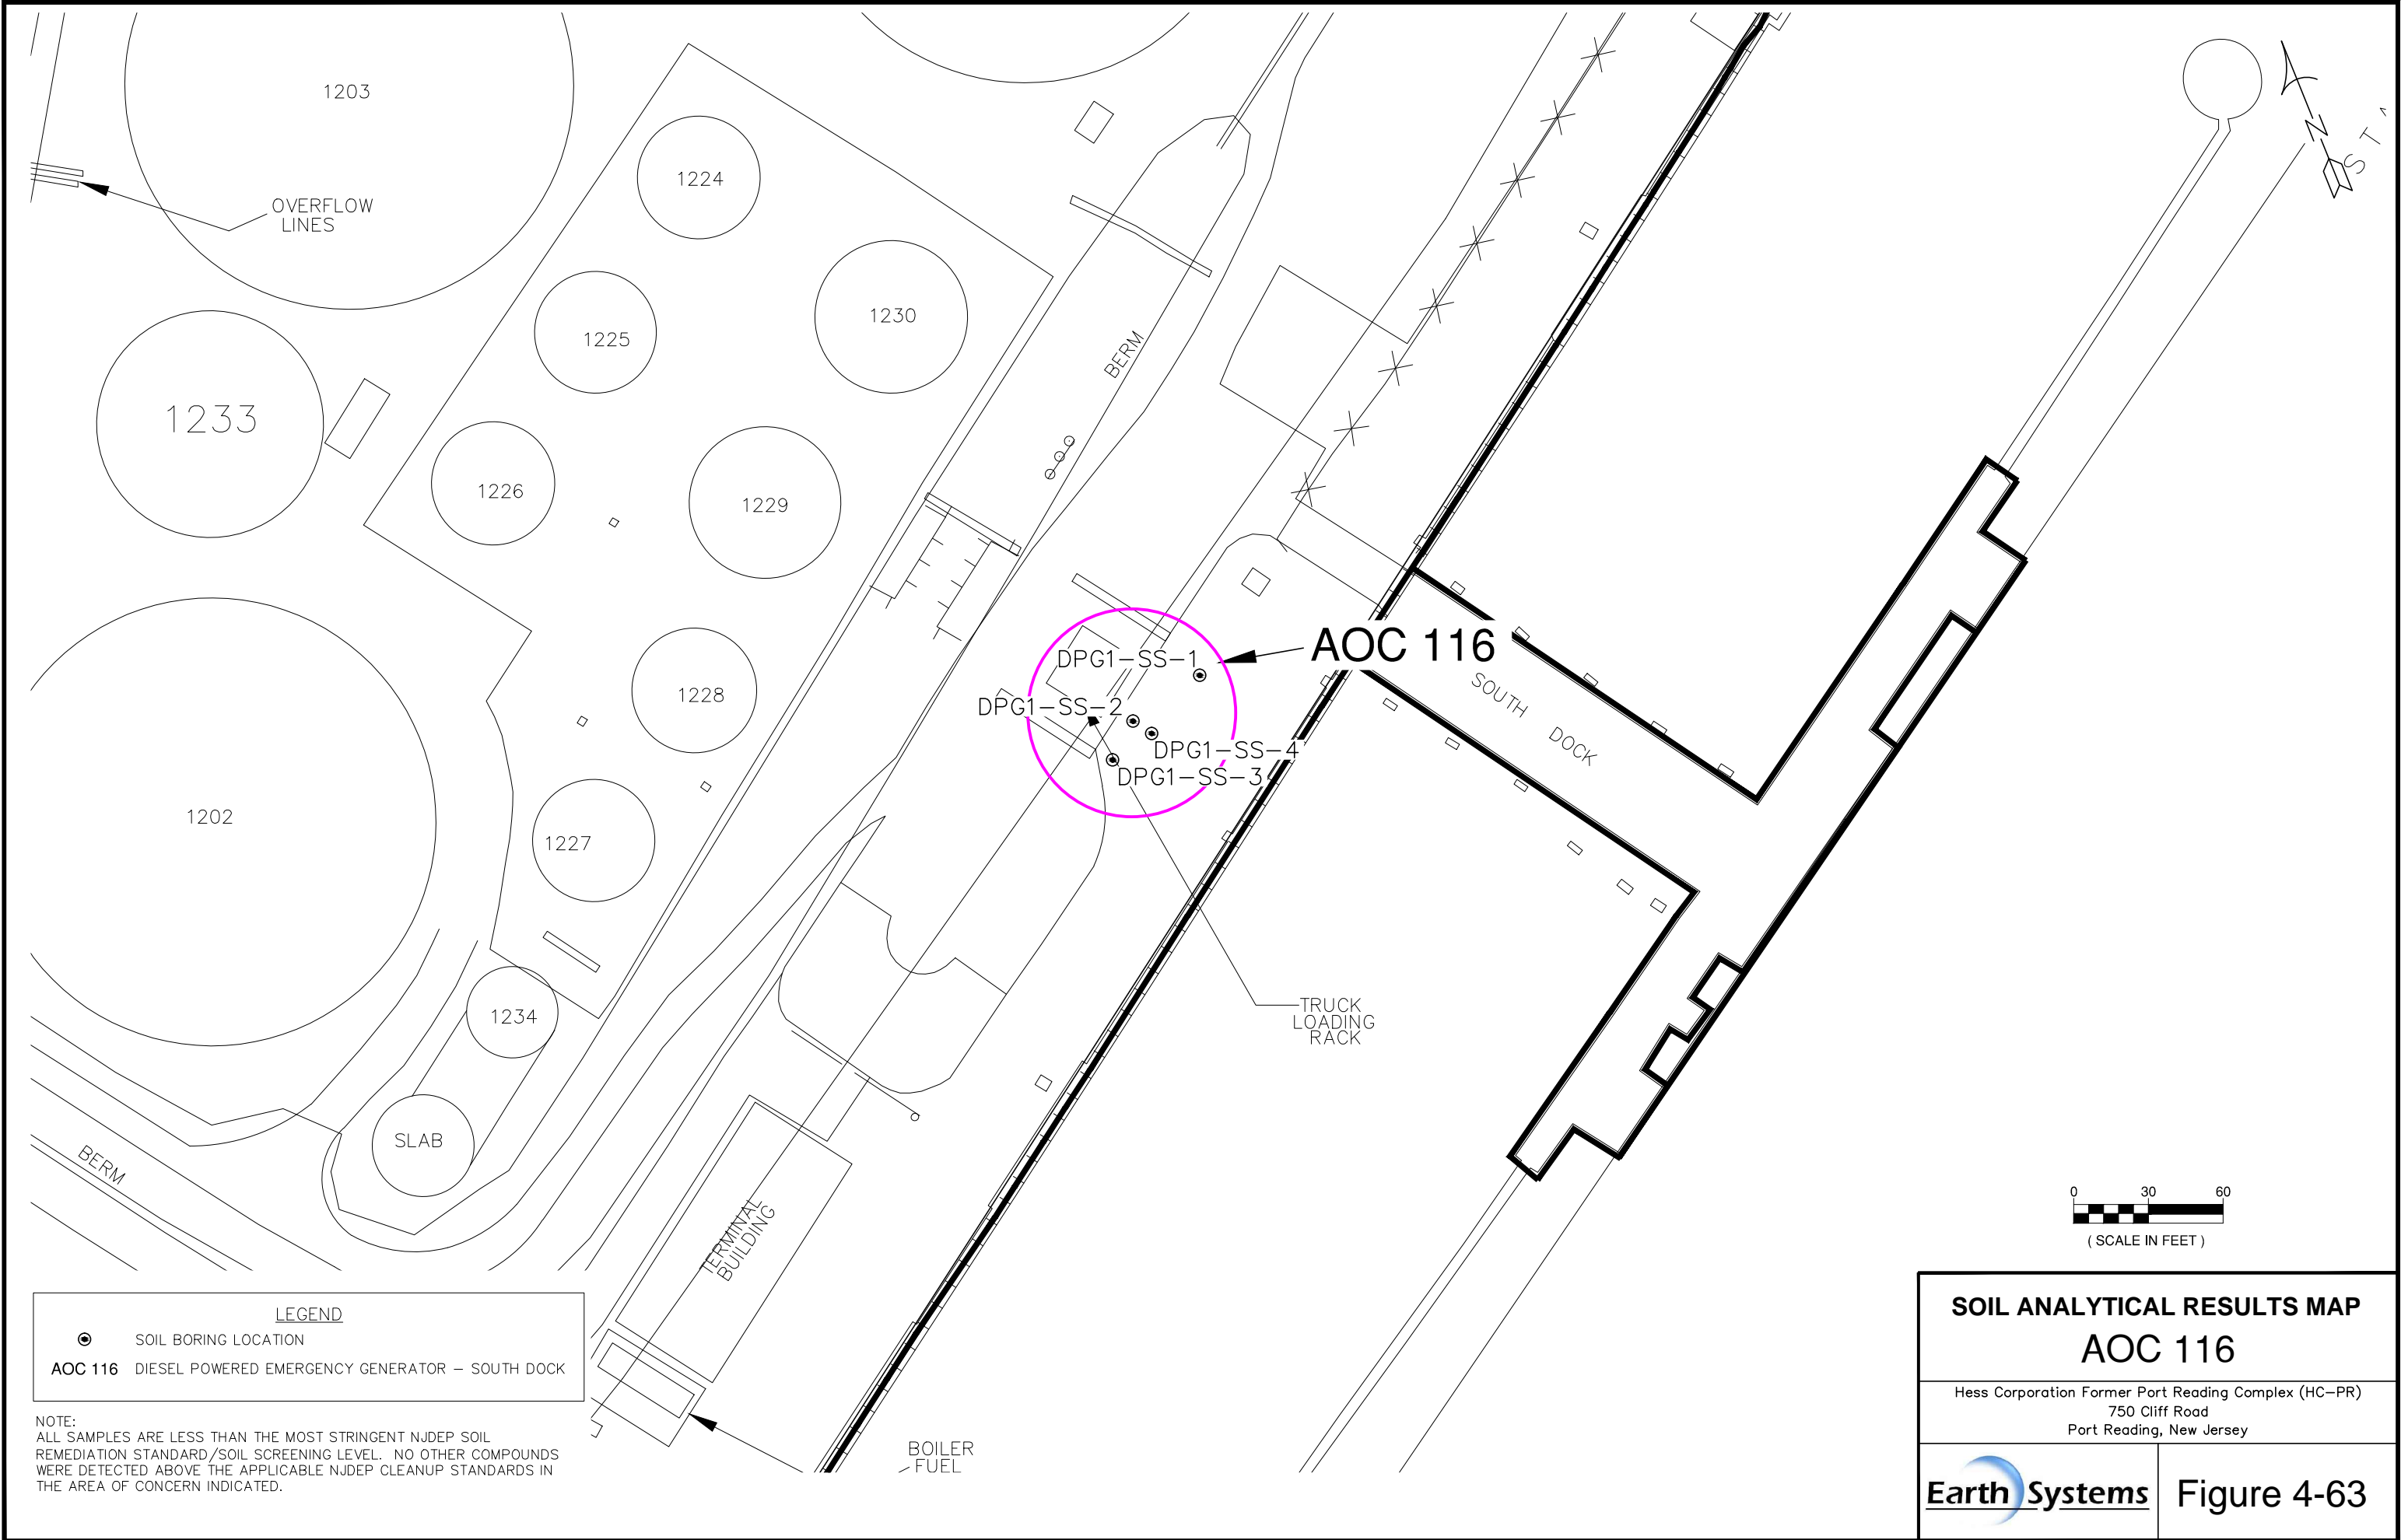 1203
OVERFLOW
LINES
1224
1225
1230
1233
1226
1229
BERM
N
1228
1202
1227
1234
SLAB
BERM
DPG1-SS-1
DPG1-SS-2
DPG1-SS-4
DPG1-SS-3
AOC 116
SOUTH DOCK
TRUCK
LOADING
RACK
TERMINAL
BUILDING
BOILER
FUEL
0 30 60
( SCALE IN FEET )
LEGEND
SOIL BORING LOCATION
AOC 116 DIESEL POWERED EMERGENCY GENERATOR – SOUTH DOCK
NOTE:
ALL SAMPLES ARE LESS THAN THE MOST STRINGENT NJDEP SOIL
REMEDIATION STANDARD/SOIL SCREENING LEVEL. NO OTHER COMPOUNDS
WERE DETECTED ABOVE THE APPLICABLE NJDEP CLEANUP STANDARDS IN
THE AREA OF CONCERN INDICATED.
SOIL ANALYTICAL RESULTS MAP
AOC 116
Hess Corporation Former Port Reading Complex (HC–PR)
750 Cliff Road
Port Reading, New Jersey
Earth Systems
Figure 4-63